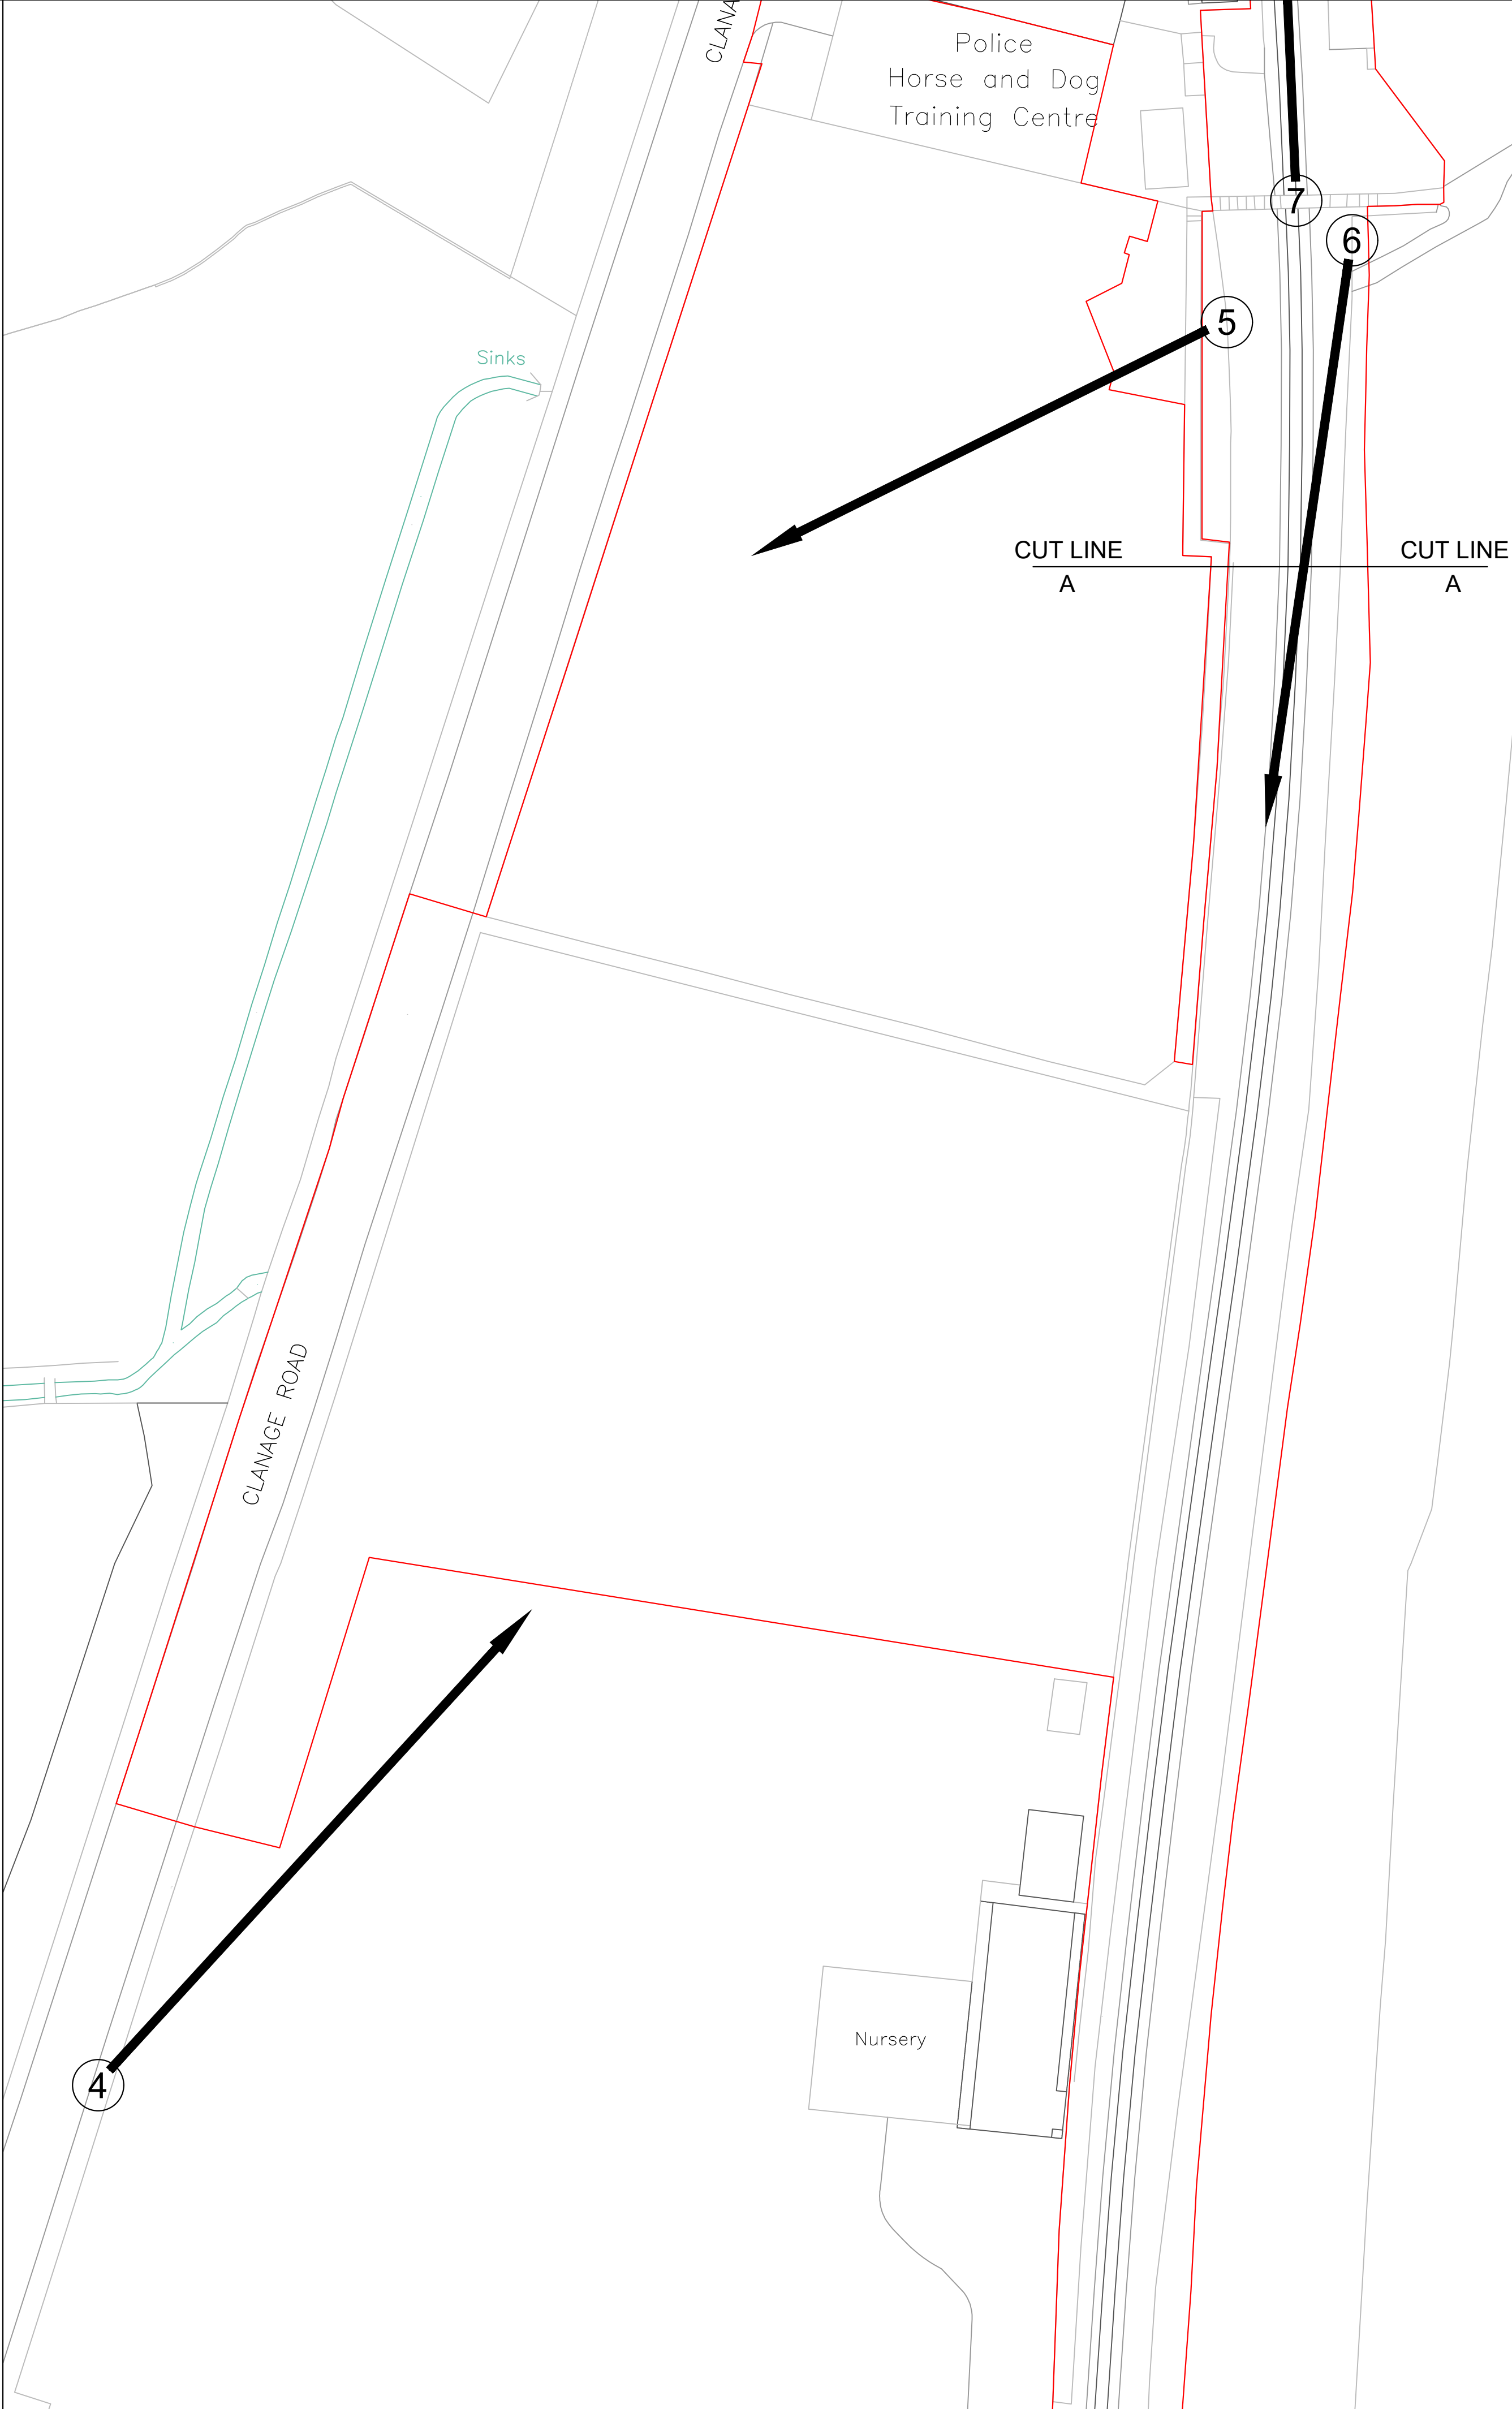 CLANA
Police
Horse and Dog
Training Centre
7
6
5
Sinks
CUT LINE
A
CUT LINE
A
CLANAGE ROAD
4
Nursery